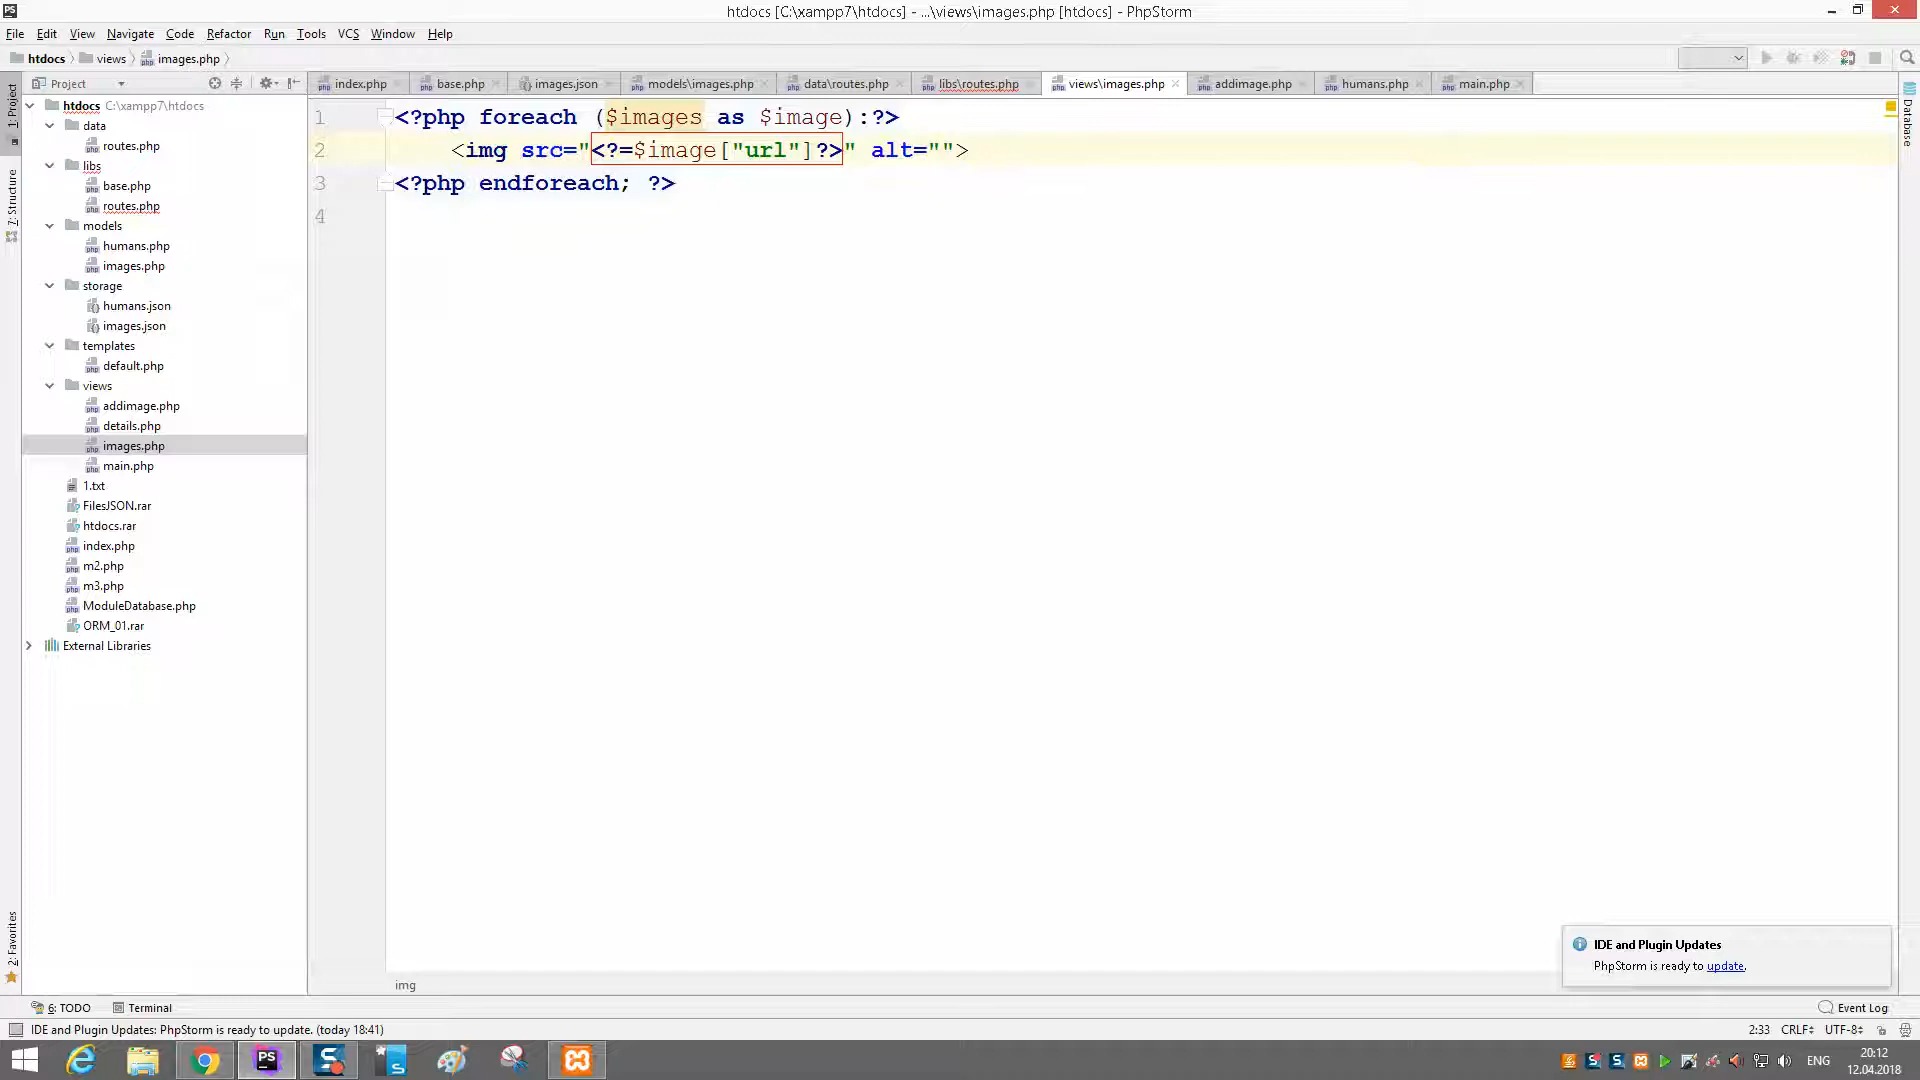 htdocs [C:\xampp7\htdocs] - ...\views\images.php [htdocs] - PhpStorm
File Edit View Navigate Code Refactor Run Tools VCS Window Help
htdocs views images.php
Project
index.php base.php images.json models\images.php data\routes.php libs\routes.php views\images.php addimage.php humans.php main.php
1: Project
7: Structure
2: Favorites
Database
htdocs C:\xampp7\htdocs
data
routes.php
libs
base.php
routes.php
models
humans.php
images.php
storage
humans.json
images.json
templates
default.php
views
addimage.php
details.php
images.php
main.php
1.txt
FilesJSON.rar
htdocs.rar
index.php
m2.php
m3.php
ModuleDatabase.php
ORM_01.rar
External Libraries
1 <?php foreach ($images as $image):?>
2 <img src="<?=$image["url"]?>" alt="">
3 <?php endforeach; ?>
4
img
IDE and Plugin Updates
PhpStorm is ready to update.
6: TODO Terminal Event Log
IDE and Plugin Updates: PhpStorm is ready to update. (today 18:41) 2:33 CRLF UTF-8
ENG 20:12
12.04.2018